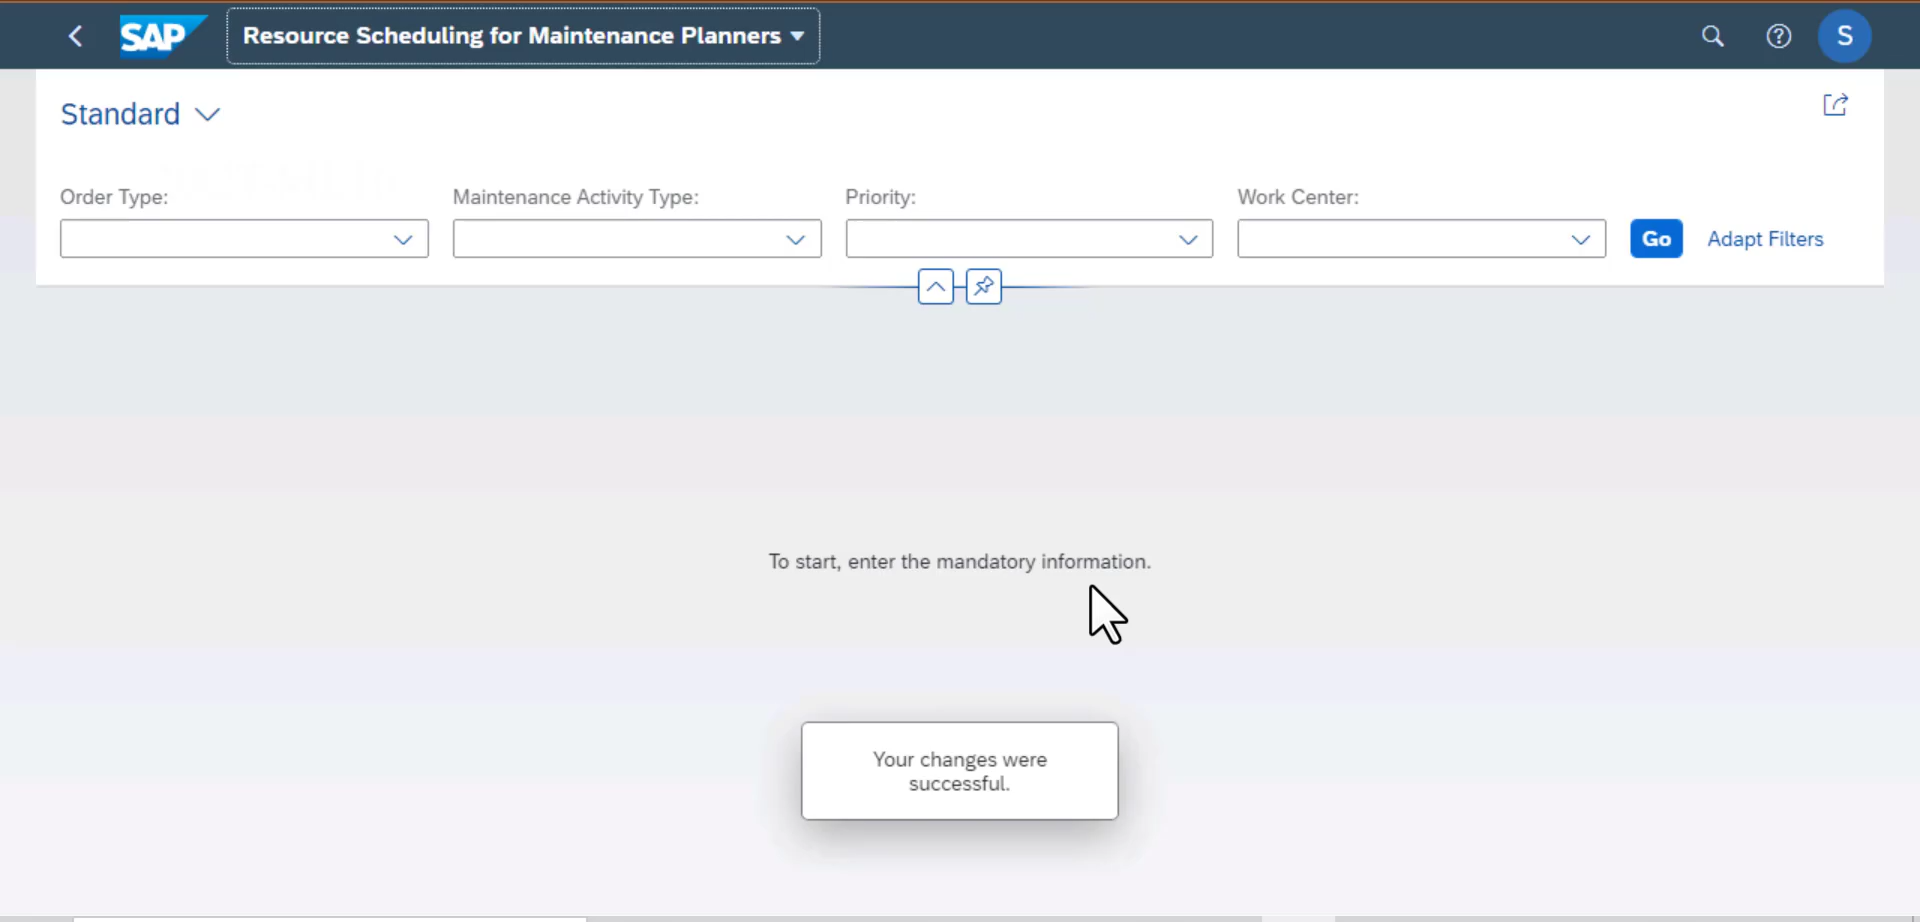 SAP
Resource Scheduling for Maintenance Planners
S
Standard
Order Type:
Maintenance Activity Type:
Priority:
Work Center:
Go
Adapt Filters
To start, enter the mandatory information.
Your changes were
successful.